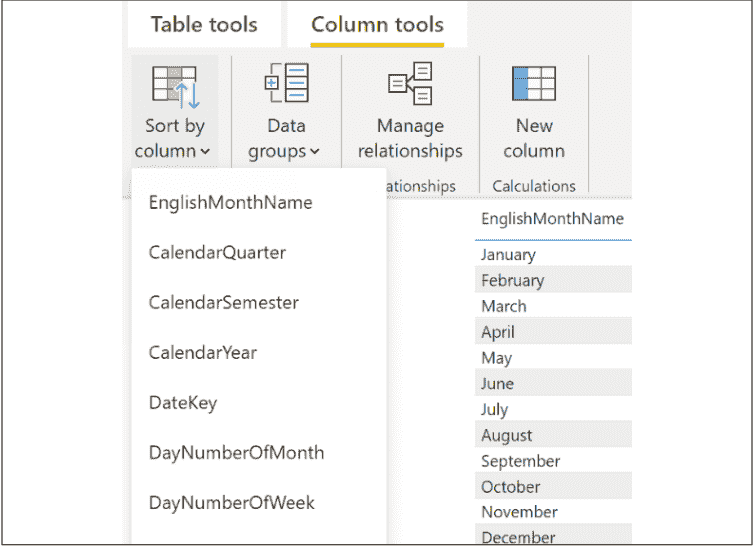 Table tools
Column tools
Sort by
column
Data
groups
Manage
relationships
New
column
ationships
Calculations
EnglishMonthName
CalendarQuarter
CalendarSemester
CalendarYear
DateKey
DayNumberOfMonth
DayNumberOfWeek
EnglishMonthName
January
February
March
April
May
June
July
August
September
October
November
December